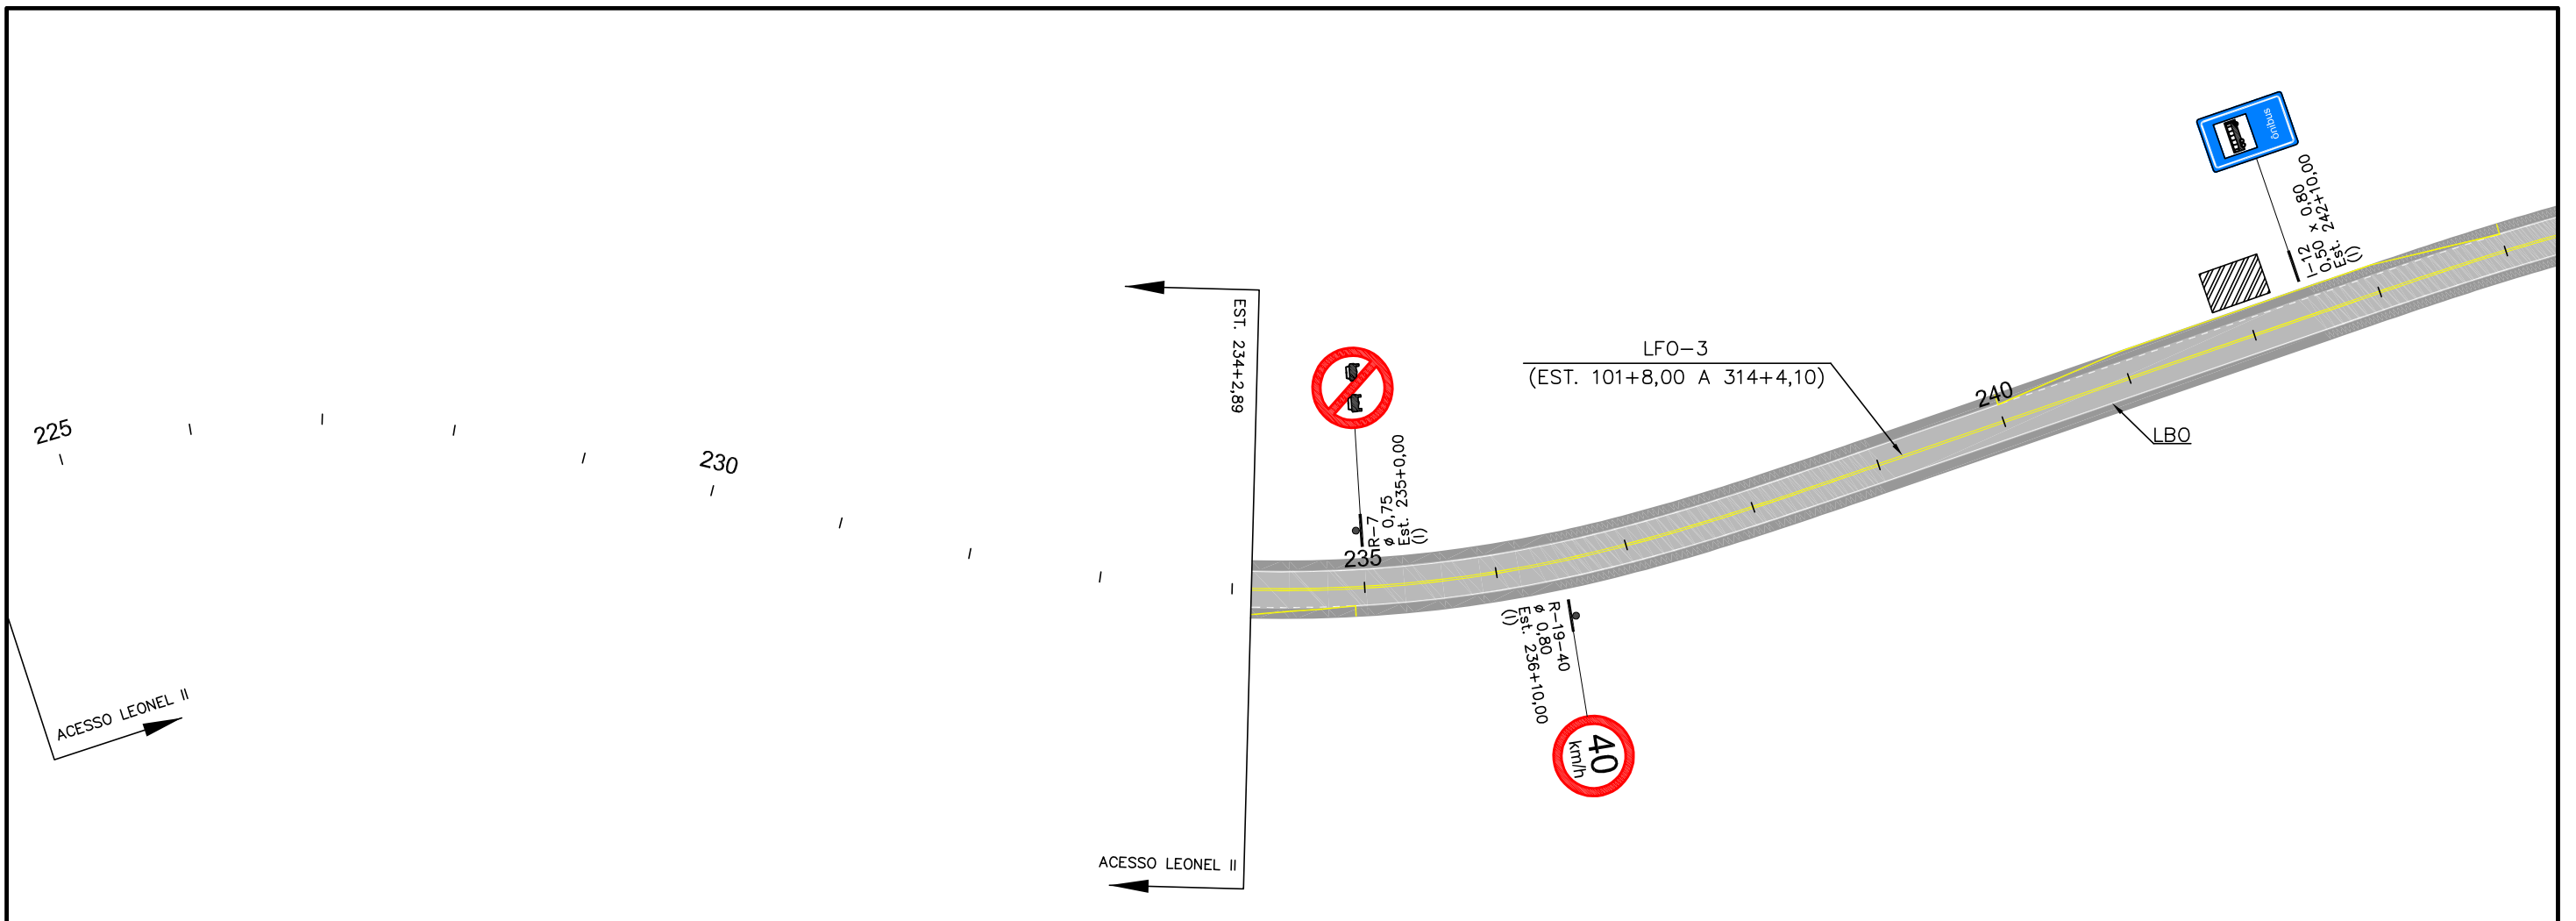 225
230
ACESSO LEONEL II
EST. 234+2,89
ACESSO LEONEL II
R-7
ø 0,75
Est. 235+0,00
(I)
235
R-19-40
ø 0,80
Est. 236+10,00
(I)
40
km/h
LFO-3
(EST. 101+8,00 A 314+4,10)
240
LBO
ônibus
I-12
0,50 x 0,80
Est. 242+10,00
(I)